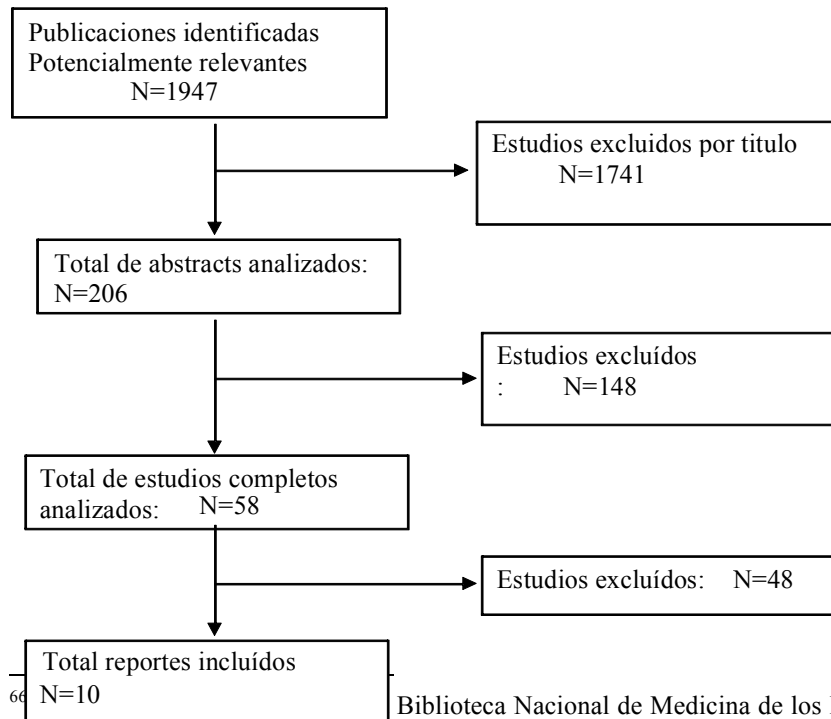 Publicaciones identificadas
Potencialmente relevantes
N=1947
Estudios excluidos por titulo
N=1741
Total de abstracts analizados:
N=206
Estudios excluídos
: N=148
Total de estudios completos
analizados: N=58
Estudios excluídos: N=48
Total reportes incluídos
N=10
66
Biblioteca Nacional de Medicina de los